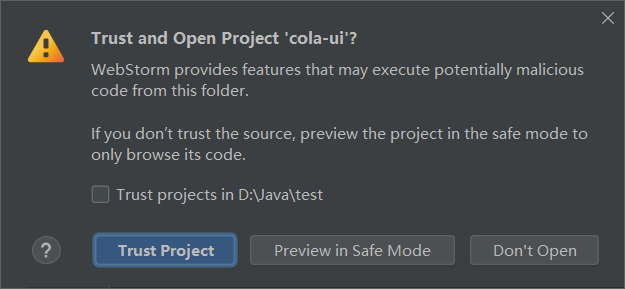 Trust and Open Project 'cola-ui'?
WebStorm provides features that may execute potentially malicious
code from this folder.
If you don’t trust the source, preview the project in the safe mode to
only browse its code.
Trust projects in D:\Java\test
?
Trust Project
Preview in Safe Mode
Don't Open